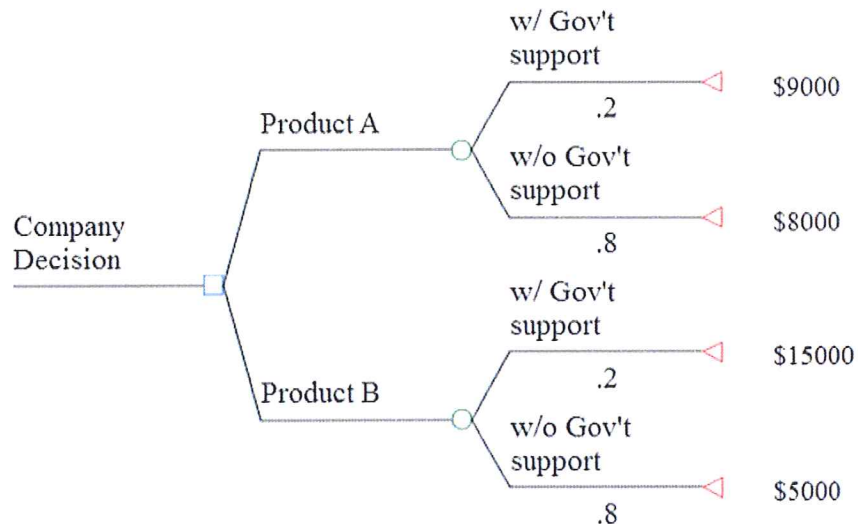 w/ Gov't
support
.2
$9000
Product A
w/o Gov't
support
.8
$8000
Company
Decision
w/ Gov't
support
.2
$15000
Product B
w/o Gov't
support
.8
$5000